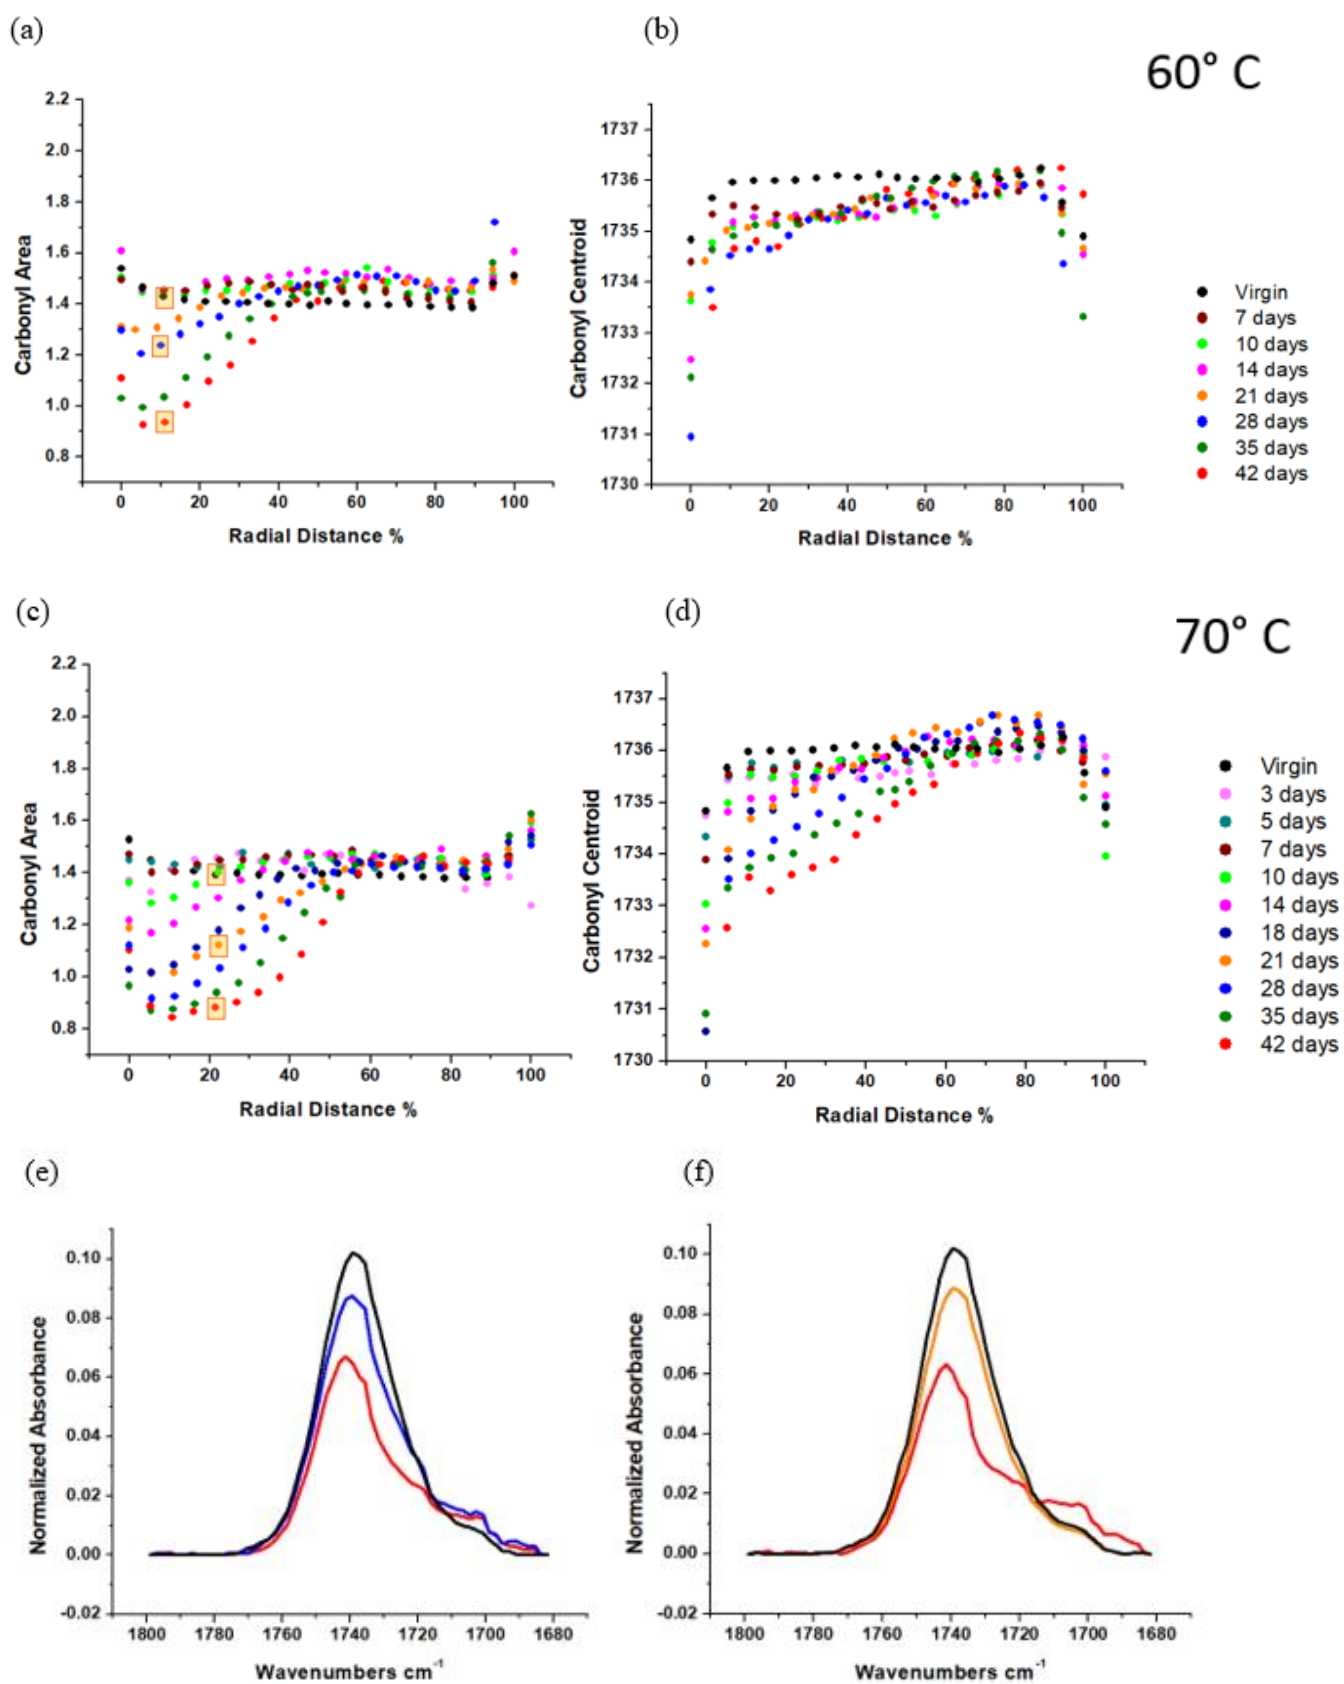 (a)
(b)
60° C
2.2
2.0
1.8
1.6
1.4
1.2
1.0
0.8
Carbonyl Area
0 20 40 60 80 100
Radial Distance %
1737
1736
1735
1734
1733
1732
1731
1730
Carbonyl Centroid
0 20 40 60 80 100
Radial Distance %
Virgin
7 days
10 days
14 days
21 days
28 days
35 days
42 days
(c)
(d)
70° C
2.2
2.0
1.8
1.6
1.4
1.2
1.0
0.8
Carbonyl Area
0 20 40 60 80 100
Radial Distance %
1737
1736
1735
1734
1733
1732
1731
1730
Carbonyl Centroid
0 20 40 60 80 100
Radial Distance %
Virgin
3 days
5 days
7 days
10 days
14 days
18 days
21 days
28 days
35 days
42 days
(e)
(f)
0.10
0.08
0.06
0.04
0.02
0.00
-0.02
Normalized Absorbance
1800 1780 1760 1740 1720 1700 1680
Wavenumbers cm⁻¹
0.10
0.08
0.06
0.04
0.02
0.00
-0.02
Normalized Absorbance
1800 1780 1760 1740 1720 1700 1680
Wavenumbers cm⁻¹